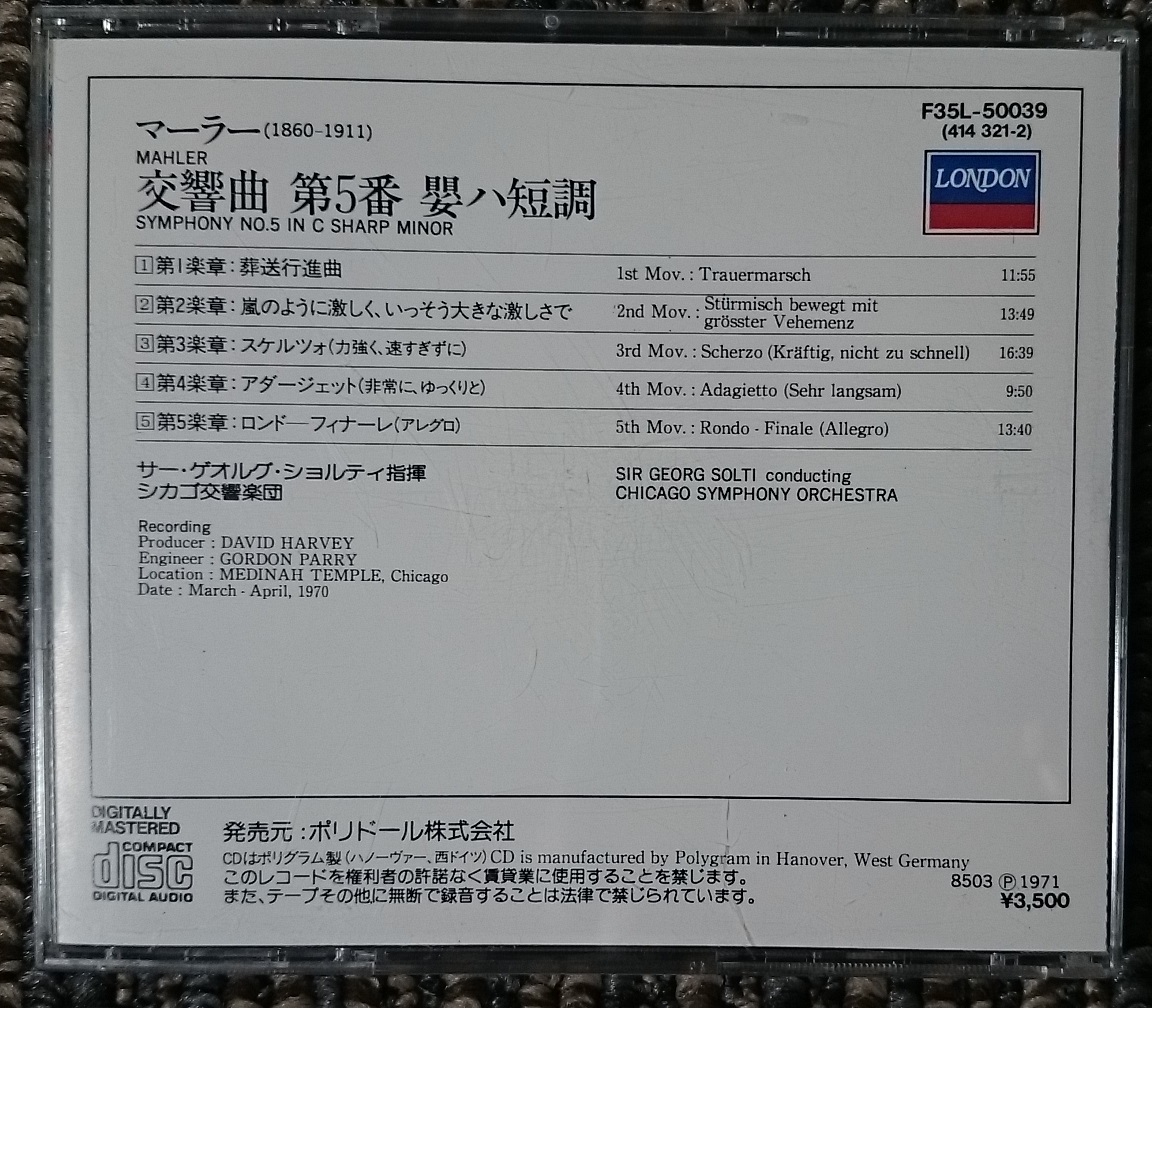 マーラー(1860-1911)
MAHLER
交響曲 第5番 嬰ハ短調
SYMPHONY NO.5 IN C SHARP MINOR
F35L-50039
(414 321-2)
LONDON
1 第1楽章：葬送行進曲 1st Mov. : Trauermarsch 11:55
2 第2楽章：嵐のように激しく、いっそう大きな激しさで 2nd Mov. : Stürmisch bewegt mit
grösster Vehemenz 13:49
3 第3楽章：スケルツォ(力強く、速すぎずに) 3rd Mov. : Scherzo (Kräftig, nicht zu schnell) 16:39
4 第4楽章：アダージェット(非常に、ゆっくりと) 4th Mov. : Adagietto (Sehr langsam) 9:50
5 第5楽章：ロンド―フィナーレ(アレグロ) 5th Mov. : Rondo - Finale (Allegro) 13:40
サー・ゲオルグ・ショルティ指揮
シカゴ交響楽団
SIR GEORG SOLTI conducting
CHICAGO SYMPHONY ORCHESTRA
Recording
Producer : DAVID HARVEY
Engineer : GORDON PARRY
Location : MEDINAH TEMPLE, Chicago
Date : March - April, 1970
DIGITALLY
MASTERED
COMPACT
disc
DIGITAL AUDIO
発売元：ポリドール株式会社
CDはポリグラム製(ハノーヴァー、西ドイツ) CD is manufactured by Polygram in Hanover, West Germany
このレコードを権利者の許諾なく賃貸業に使用することを禁じます。
また、テープその他に無断で録音することは法律で禁じられています。
8503 Ⓟ 1971
¥3,500